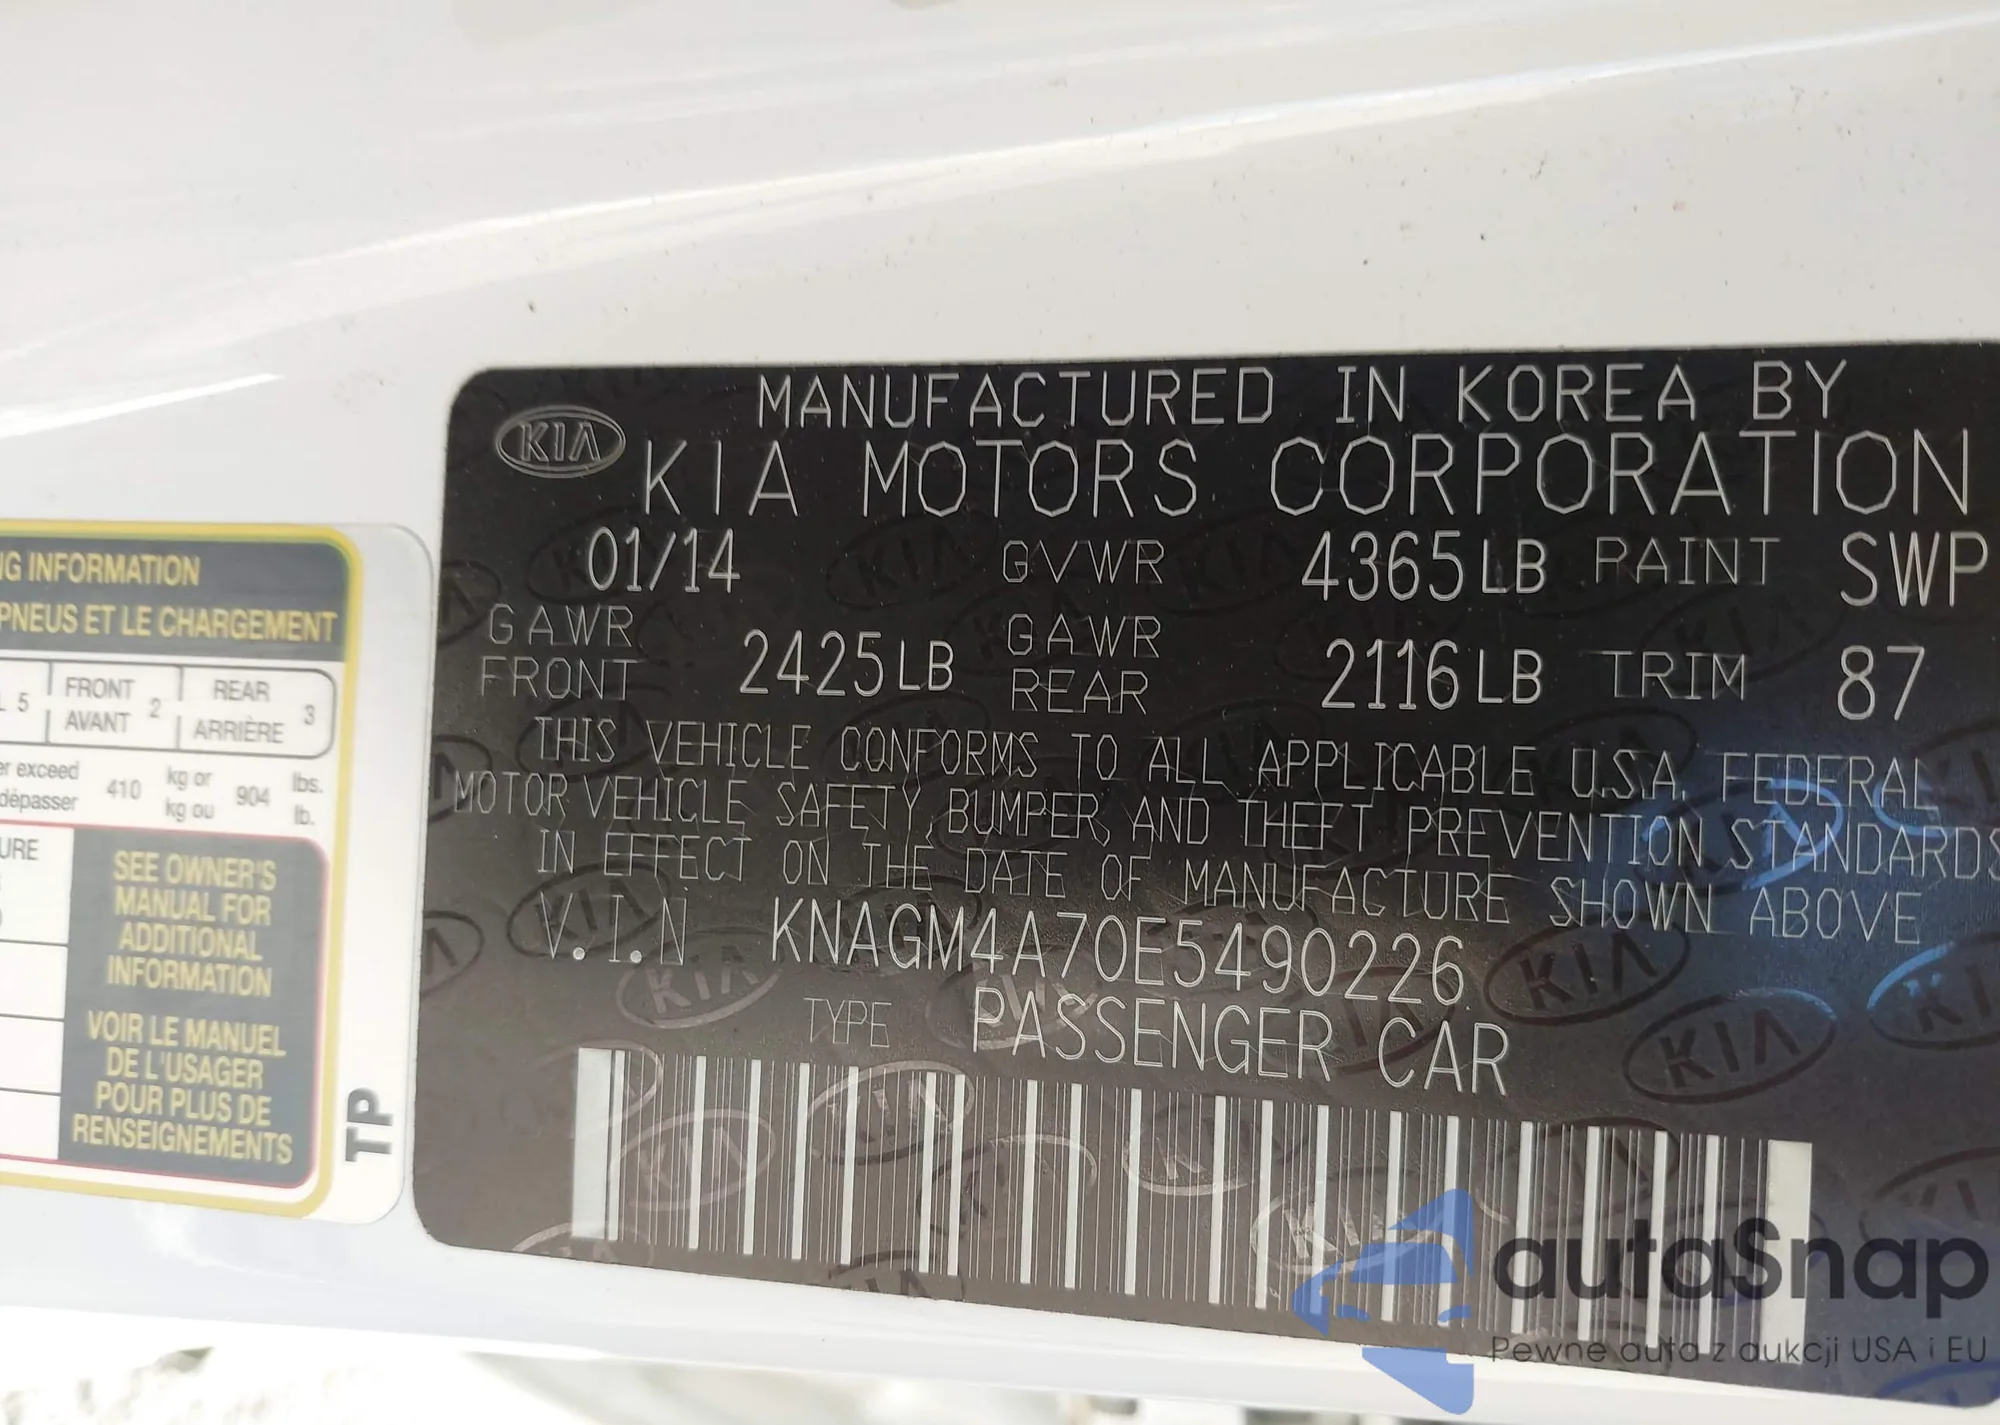 MANUFACTURED IN KOREA BY
KIA
KIA MOTORS CORPORATION
01/14 GVWR 4365LB PAINT SWP
GAWR FRONT 2425LB GAWR REAR 2116LB TRIM 87
THIS VEHICLE CONFORMS TO ALL APPLICABLE U.S.A. FEDERAL
MOTOR VEHICLE SAFETY, BUMPER, AND THEFT PREVENTION STANDARDS
IN EFFECT ON THE DATE OF MANUFACTURE SHOWN ABOVE
V.I.N KNAGM4A70E5490226
TYPE PASSENGER CAR
NG INFORMATION
PNEUS ET LE CHARGEMENT
L 5 FRONT AVANT 2 REAR ARRIÈRE 3
er exceed 410 kg or 904 lbs.
dépasser kg ou lb.
URE
SEE OWNER'S
MANUAL FOR
ADDITIONAL
INFORMATION
VOIR LE MANUEL
DE L'USAGER
POUR PLUS DE
RENSEIGNEMENTS
TP
autaSnap
Pewne auta z aukcji USA i EU